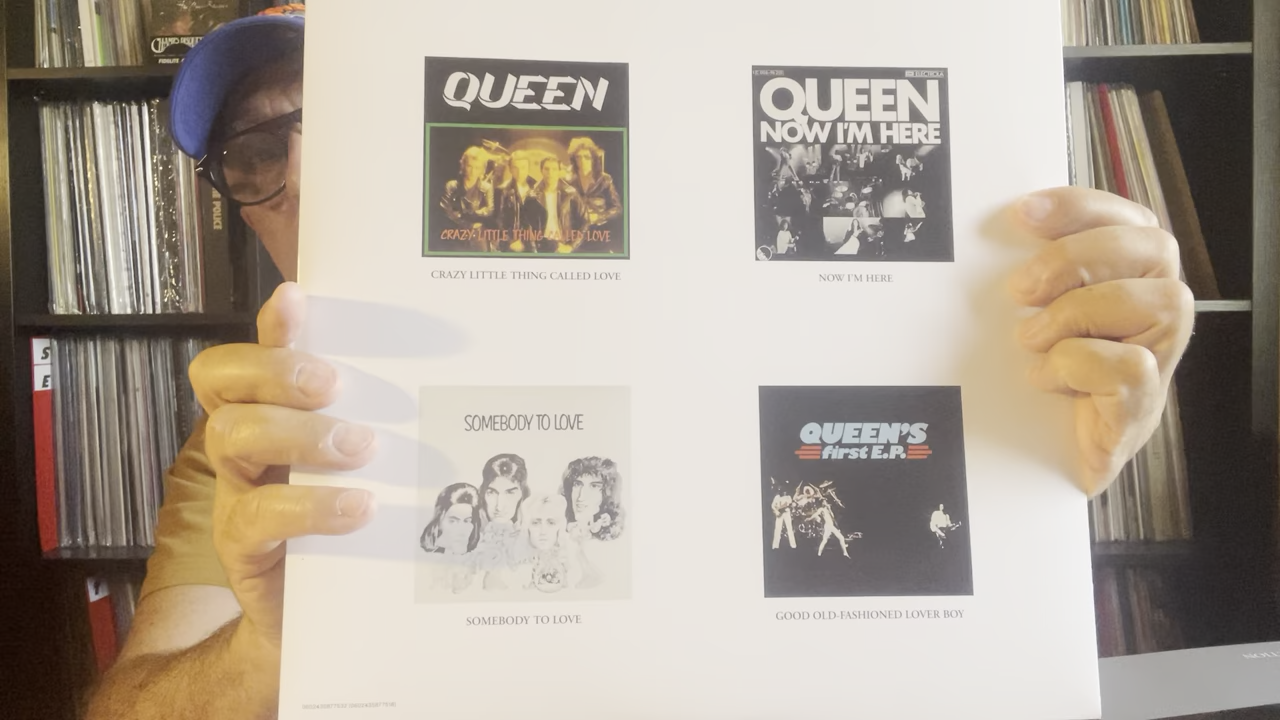 QUEEN
CRAZY LITTLE THING CALLED LOVE
CRAZY LITTLE THING CALLED LOVE
ELECTROLA
QUEEN
NOW I'M HERE
NOW I'M HERE
SOMEBODY TO LOVE
SOMEBODY TO LOVE
QUEEN'S
first E.P.
GOOD OLD-FASHIONED LOVER BOY
S
E